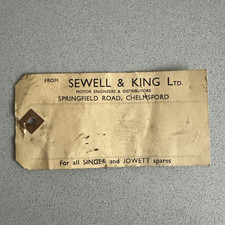 FROM SEWELL & KING LTD.
MOTOR ENGINEERS & DISTRIBUTORS
SPRINGFIELD ROAD, CHELMSFORD
For all SINGER and JOWETT spares